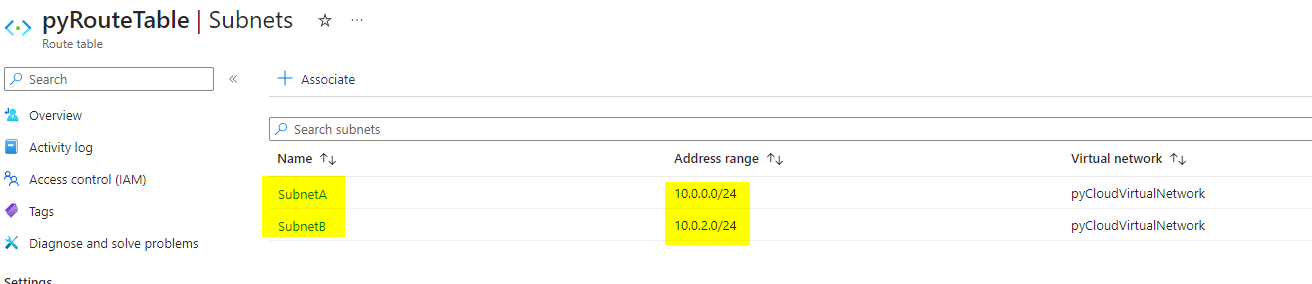 pyRouteTable | Subnets
Route table
Search
Associate
Overview
Activity log
Access control (IAM)
Tags
Diagnose and solve problems
Settings
Search subnets
Name Address range Virtual network
SubnetA 10.0.0.0/24 pyCloudVirtualNetwork
SubnetB 10.0.2.0/24 pyCloudVirtualNetwork